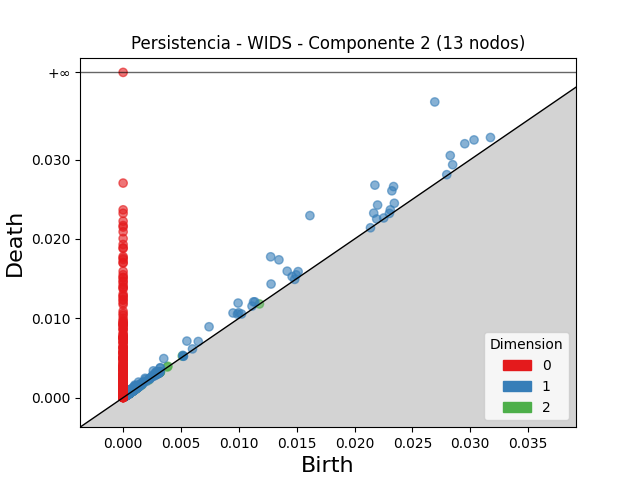 Persistencia - WIDS - Componente 2 (13 nodos)
+∞
0.030
0.020
0.010
0.000
Death
0.000 0.005 0.010 0.015 0.020 0.025 0.030 0.035
Birth
Dimension
0
1
2